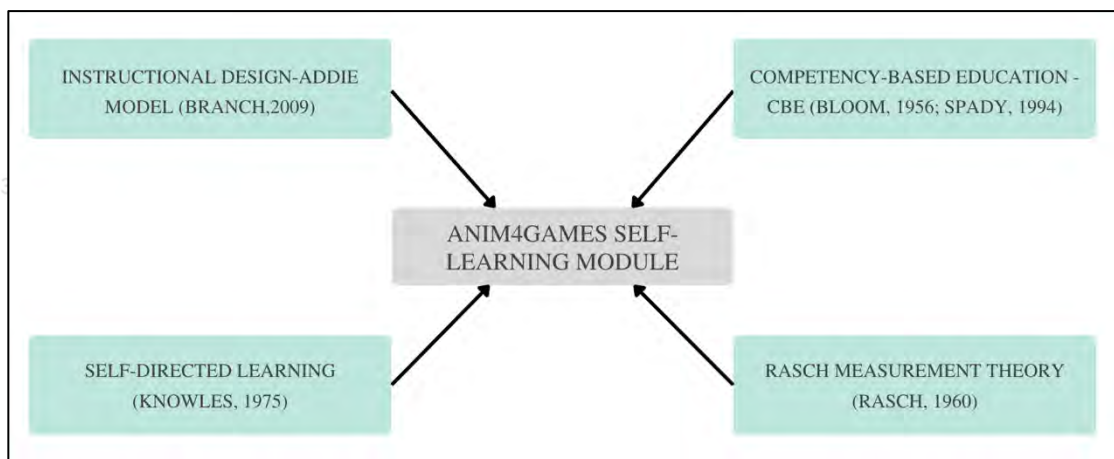 INSTRUCTIONAL DESIGN-ADDIE
MODEL (BRANCH,2009)
COMPETENCY-BASED EDUCATION -
CBE (BLOOM, 1956; SPADY, 1994)
ANIM4GAMES SELF-
LEARNING MODULE
SELF-DIRECTED LEARNING
(KNOWLES, 1975)
RASCH MEASUREMENT THEORY
(RASCH, 1960)